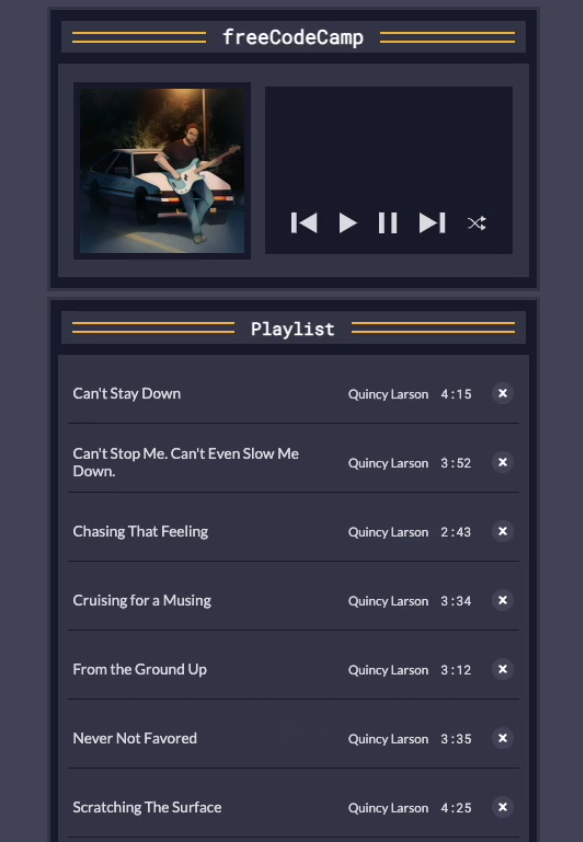 freeCodeCamp
Playlist
Can't Stay Down Quincy Larson 4:15
Can't Stop Me. Can't Even Slow Me
Down. Quincy Larson 3:52
Chasing That Feeling Quincy Larson 2:43
Cruising for a Musing Quincy Larson 3:34
From the Ground Up Quincy Larson 3:12
Never Not Favored Quincy Larson 3:35
Scratching The Surface Quincy Larson 4:25